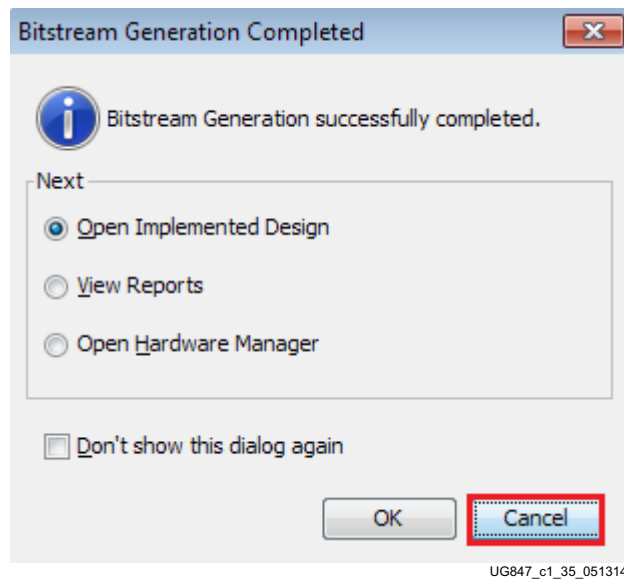 Bitstream Generation Completed
Bitstream Generation successfully completed.
Next
Open Implemented Design
View Reports
Open Hardware Manager
Don't show this dialog again
OK
Cancel
UG847_c1_35_051314